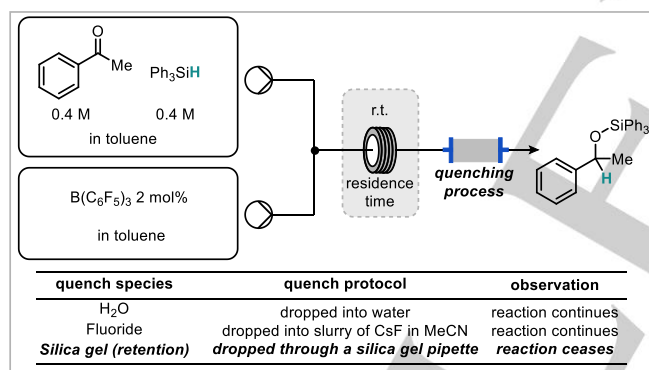 O
Me
Ph₃SiH
0.4 M 0.4 M
in toluene
B(C₆F₅)₃ 2 mol%
in toluene
r.t.
residence
time
quenching
process
O SiPh₃
Me
H
quench species quench protocol observation
H₂O dropped into water reaction continues
Fluoride dropped into slurry of CsF in MeCN reaction continues
Silica gel (retention) dropped through a silica gel pipette reaction ceases